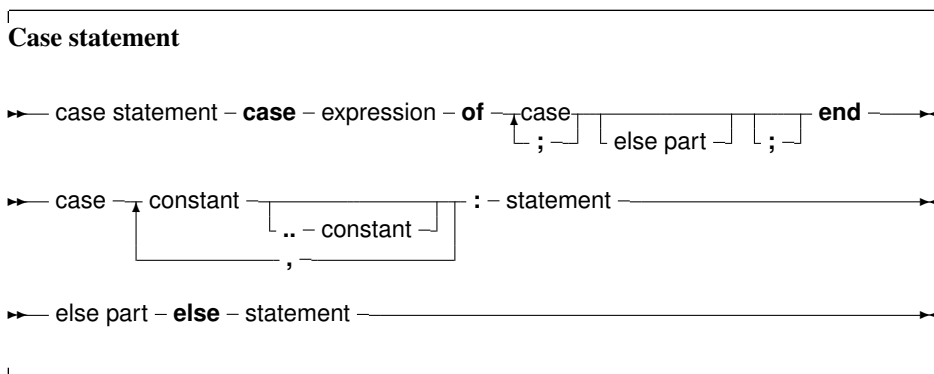 Case statement
case statement – case – expression – of – case – end
; else part ;
case – constant – : – statement
.. – constant
,
else part – else – statement